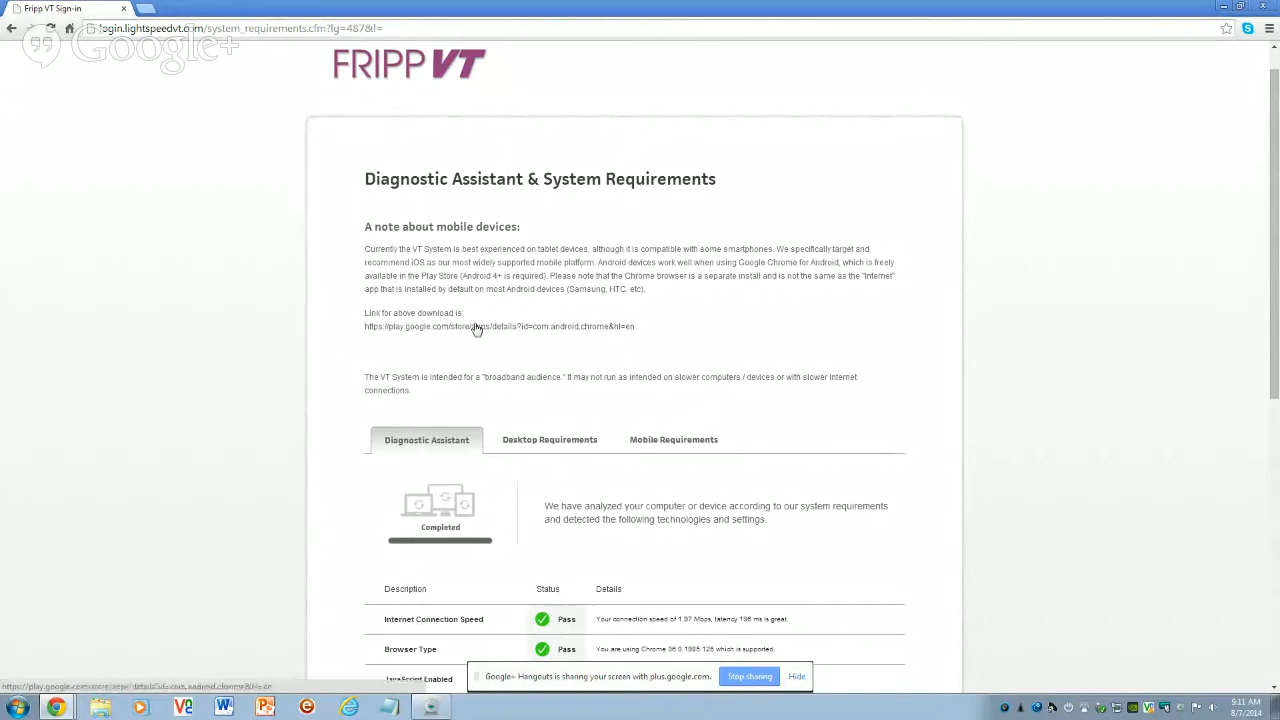 Fripp VT Sign-in
login.lightspeedvt.com/system_requirements.cfm?lg=487&l=
Google+
FRIPP VT
Diagnostic Assistant & System Requirements
A note about mobile devices:
Currently the VT System is best experienced on tablet devices, although it is compatible with some smartphones. We specifically target and
recommend iOS as our most widely supported mobile platform. Android devices work well when using Google Chrome for Android, which is freely
available in the Play Store (Android 4+ is required). Please note that the Chrome browser is a separate install and is not the same as the "Internet"
app that is installed by default on most Android devices (Samsung, HTC, etc).
Link for above download is:
https://play.google.com/store/apps/details?id=com.android.chrome&hl=en
The VT System is intended for a "broadband audience." It may not run as intended on slower computers / devices or with slower Internet
connections.
Diagnostic Assistant Desktop Requirements Mobile Requirements
We have analyzed your computer or device according to our system requirements
and detected the following technologies and settings.
Completed
Description Status Details
Internet Connection Speed Pass Your connection speed of 1.97 Mbps, latency 196 ms is great.
Browser Type Pass You are using Chrome 36.0.1985.125 which is supported.
JavaScript Enabled
Google+ Hangouts is sharing your screen with plus.google.com. Stop sharing Hide
9:11 AM
8/7/2014